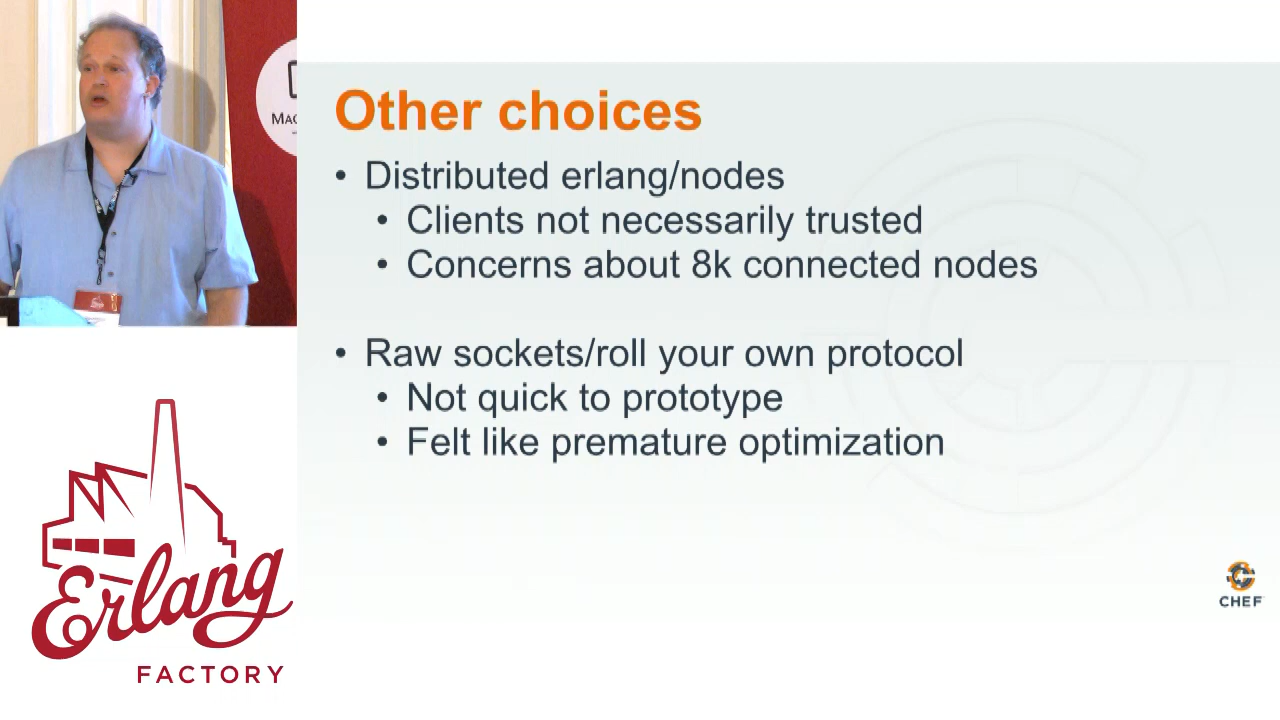 Other choices
• Distributed erlang/nodes
• Clients not necessarily trusted
• Concerns about 8k connected nodes
• Raw sockets/roll your own protocol
• Not quick to prototype
• Felt like premature optimization
CHEF
Erlang
FACTORY